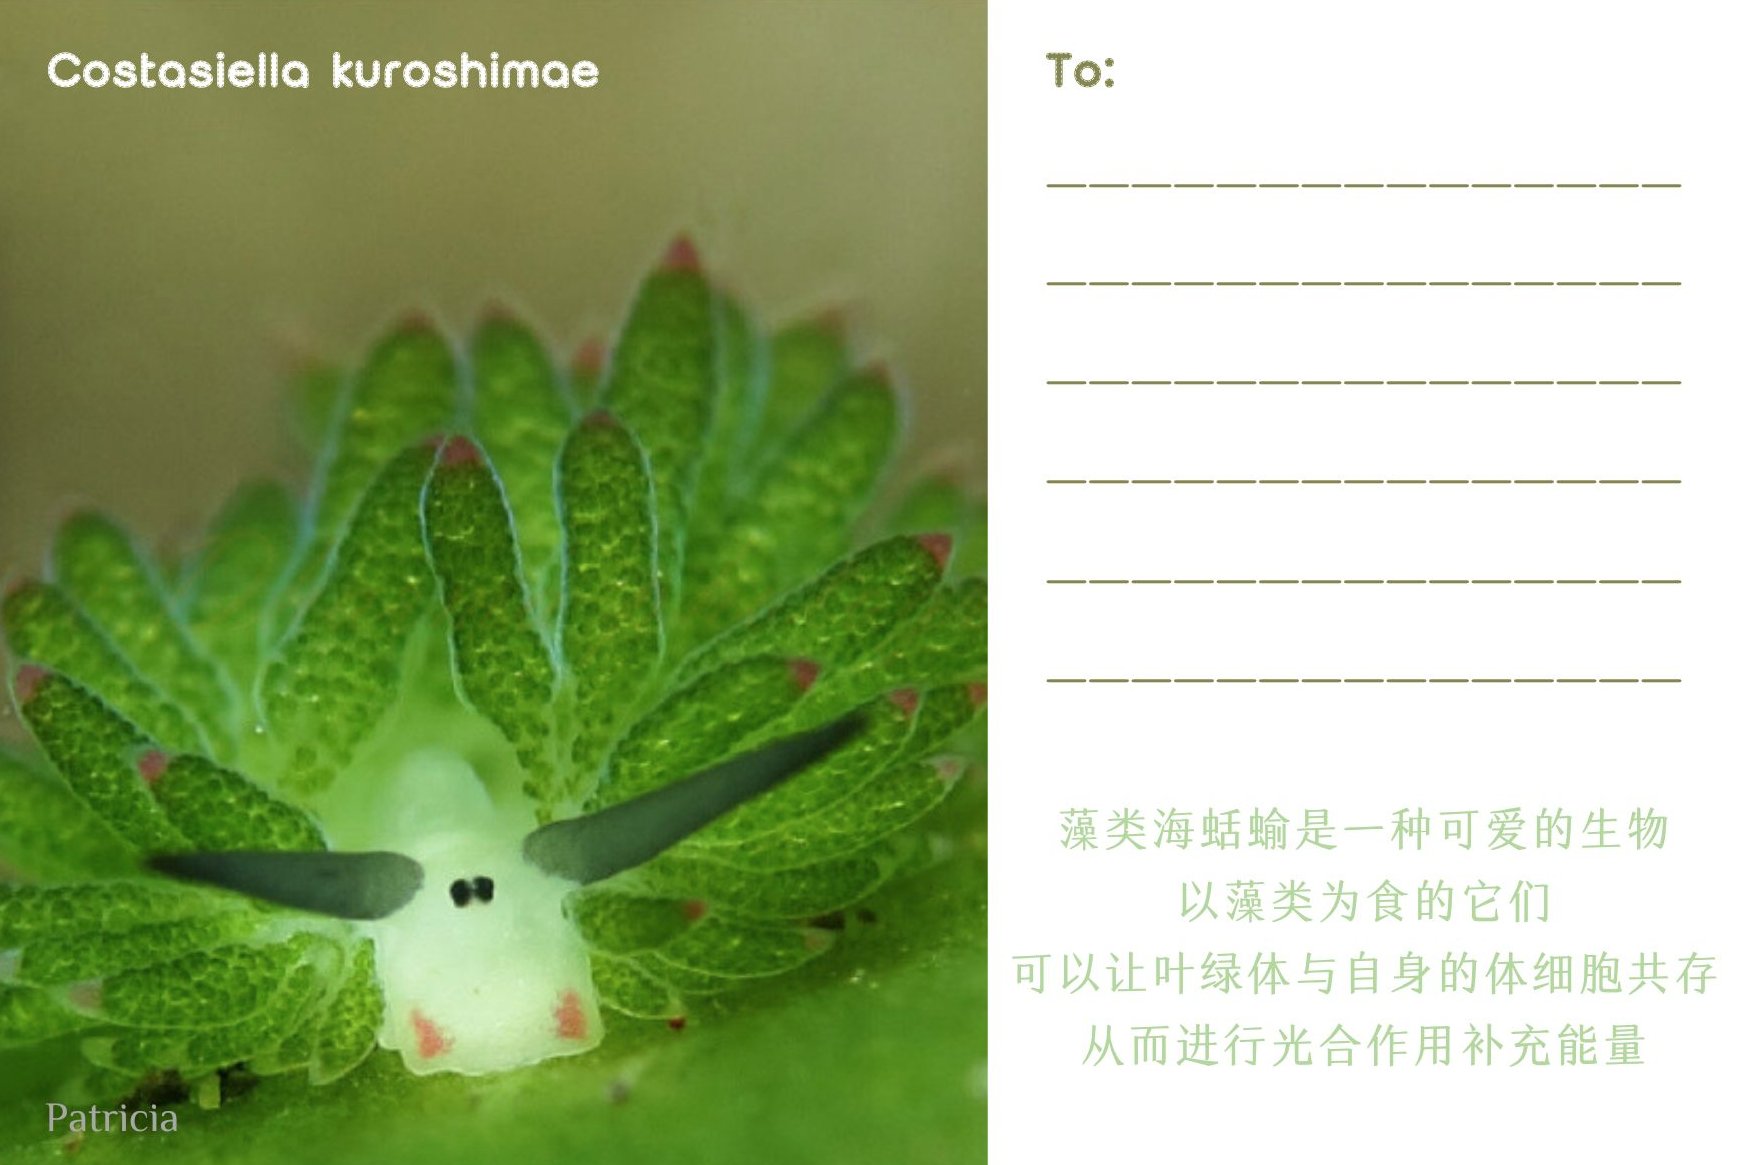 Costasiella kuroshimae
Patricia
To:
藻类海蛞蝓是一种可爱的生物
以藻类为食的它们
可以让叶绿体与自身的体细胞共存
从而进行光合作用补充能量